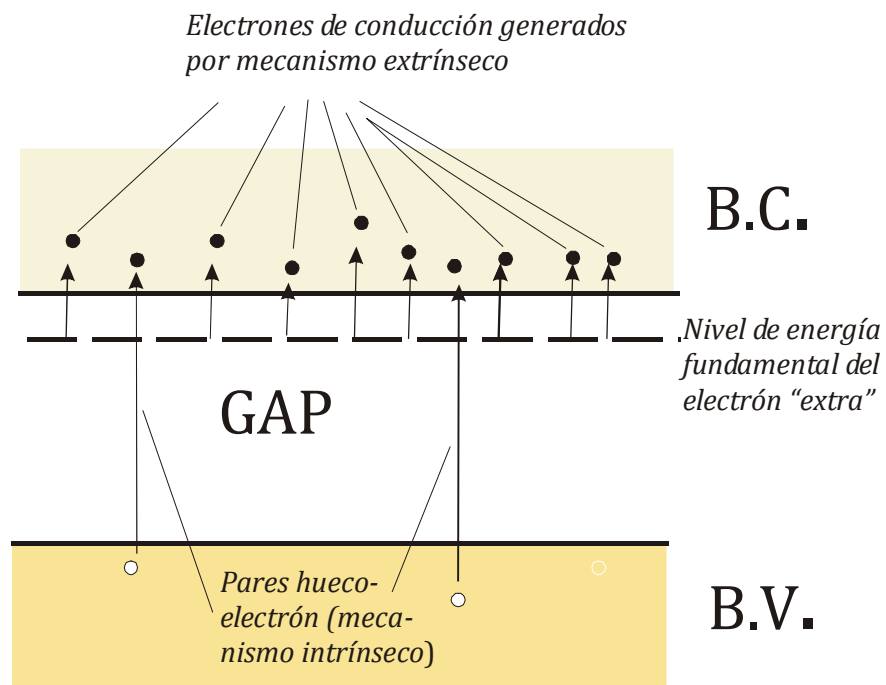 Electrones de conducción generados
por mecanismo extrínseco
B.C.
Nivel de energía
fundamental del
electrón “extra”
GAP
Pares hueco-
electrón (meca-
nismo intrínseco)
B.V.